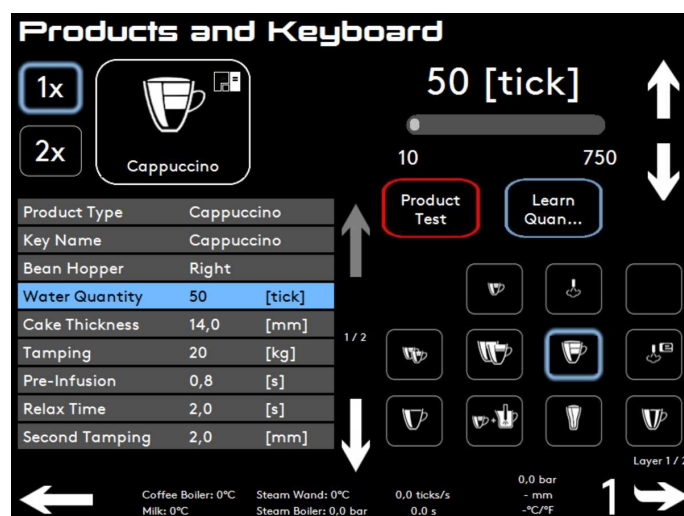 Products and Keyboard
1x
2x
Cappuccino
50 [tick]
10 750
Product Test
Learn Quan...
Product Type Cappuccino
Key Name Cappuccino
Bean Hopper Right
Water Quantity 50 [tick]
Cake Thickness 14,0 [mm]
Tamping 20 [kg]
Pre-Infusion 0,8 [s]
Relax Time 2,0 [s]
Second Tamping 2,0 [mm]
1/2
Layer 1 / 2
Coffee Boiler: 0°C Steam Wand: 0°C 0,0 ticks/s 0,0 bar
- mm
Milk: 0°C Steam Boiler: 0,0 bar 0,0 s -°C/°F
1